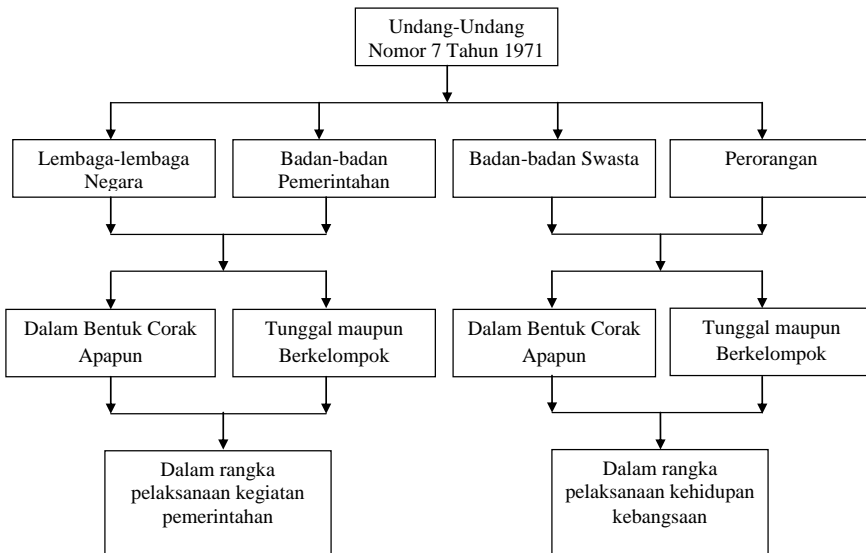 Undang-Undang
Nomor 7 Tahun 1971
Lembaga-lembaga
Negara
Badan-badan
Pemerintahan
Badan-badan Swasta
Perorangan
Dalam Bentuk Corak
Apapun
Tunggal maupun
Berkelompok
Dalam Bentuk Corak
Apapun
Tunggal maupun
Berkelompok
Dalam rangka
pelaksanaan kegiatan
pemerintahan
Dalam rangka
pelaksanaan kehidupan
kebangsaan